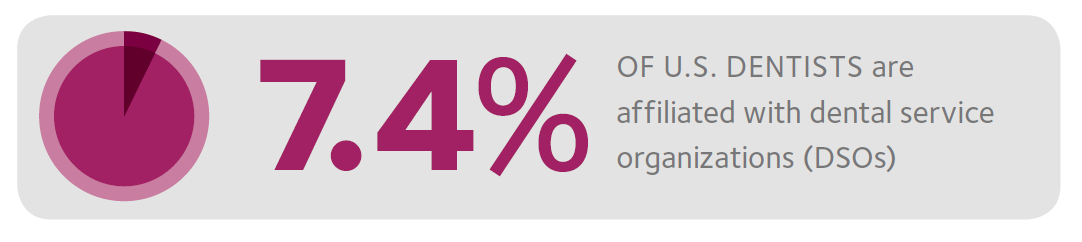 7.4%
OF U.S. DENTISTS are
affiliated with dental service
organizations (DSOs)